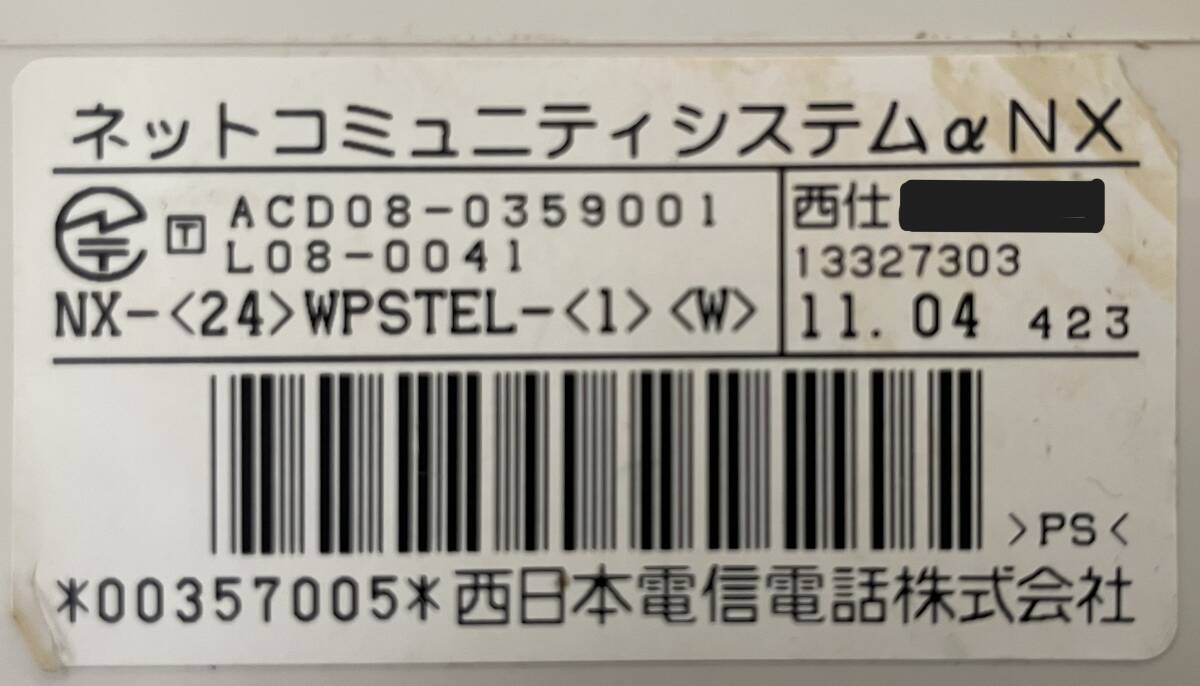 ネットコミュニティシステムαNX
T ACD08-0359001
L08-0041
NX-<24>WPSTEL-<1><W>
西仕
13327303
11.04 423
>PS<
*00357005*西日本電信電話株式会社